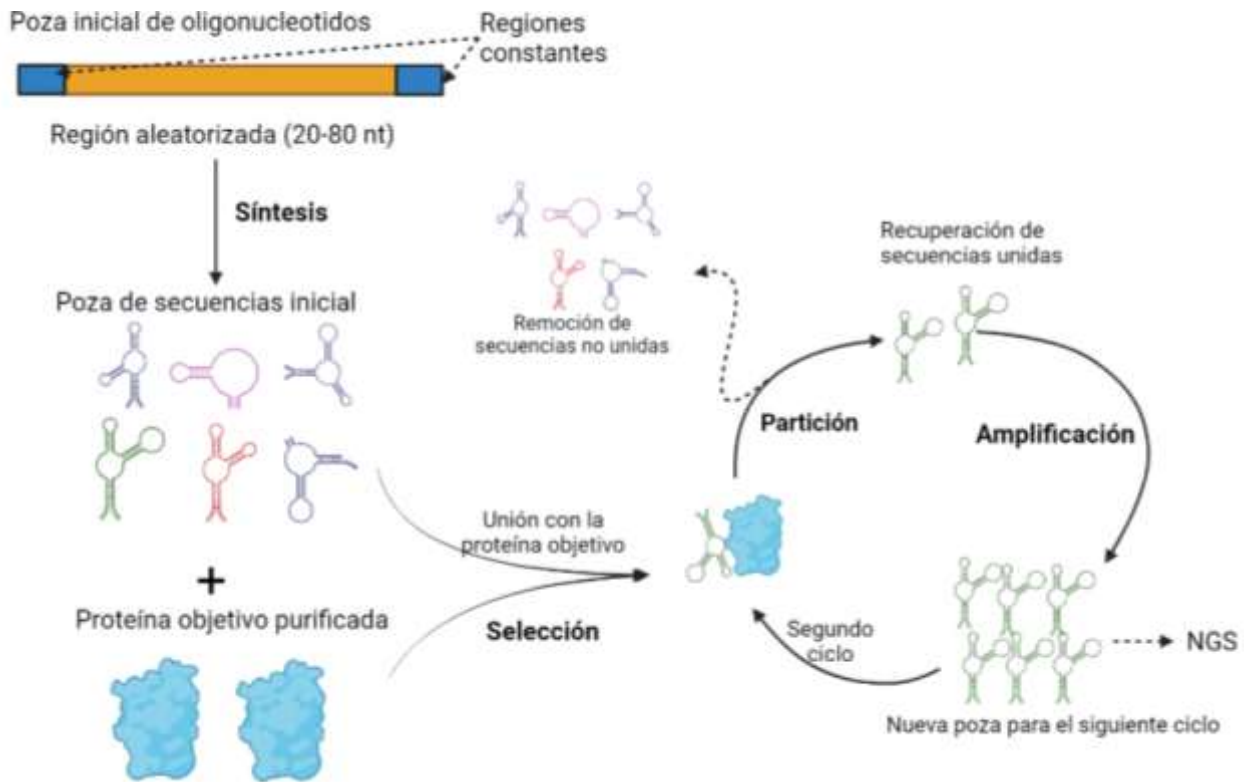 Poza inicial de oligonucleotidos
Regiones
constantes
Región aleatorizada (20-80 nt)
Síntesis
Poza de secuencias inicial
+
Proteína objetivo purificada
Unión con la
proteína objetivo
Selección
Remoción de
secuencias no unidas
Partición
Recuperación de
secuencias unidas
Amplificación
Segundo
ciclo
NGS
Nueva poza para el siguiente ciclo